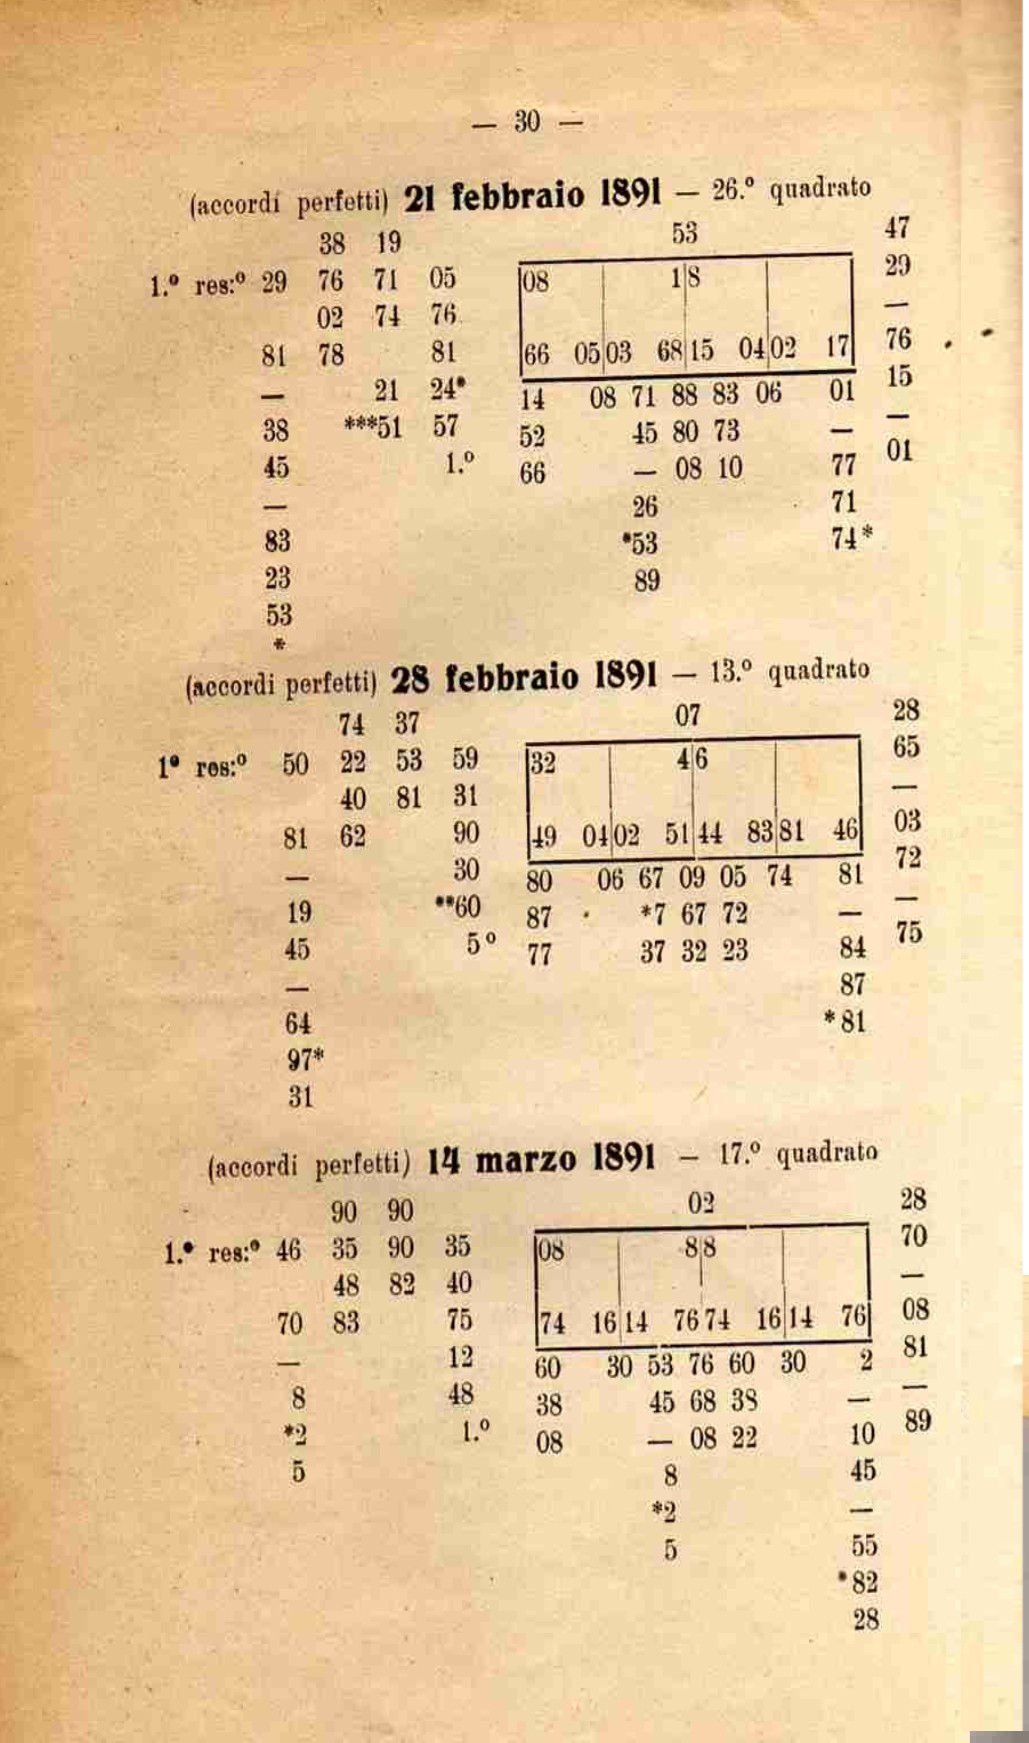 — 30 —
(accordi perfetti) 21 febbraio 1891 — 26.º quadrato
38 19 53 47
1.º res:º 29 76 71 05 08 1 8 29
02 74 76 —
81 78 81 66 05 03 68 15 04 02 17 76
— 21 24* 14 08 71 88 83 06 01 15
38 ***51 57 52 45 80 73 — —
45 1.º 66 — 08 10 77 01
— 26 71
83 *53 74*
23 89
53
*
(accordi perfetti) 28 febbraio 1891 — 13.º quadrato
74 37 07 28
1º res:º 50 22 53 59 32 4 6 65
40 81 31 —
81 62 90 49 04 02 51 44 83 81 46 03
— 30 80 06 67 09 05 74 81 72
19 **60 87 *7 67 72 — —
45 5º 77 37 32 23 84 75
— 87
64 *81
97*
31
(accordi perfetti) 14 marzo 1891 — 17.º quadrato
90 90 02 28
1.º res:º 46 35 90 35 08 8 8 70
48 82 40 —
70 83 75 74 16 14 76 74 16 14 76 08
— 12 60 30 53 76 60 30 2 81
8 48 38 45 68 38 — —
*2 1.º 08 — 08 22 10 89
5 8 45
*2 —
5 55
*82
28